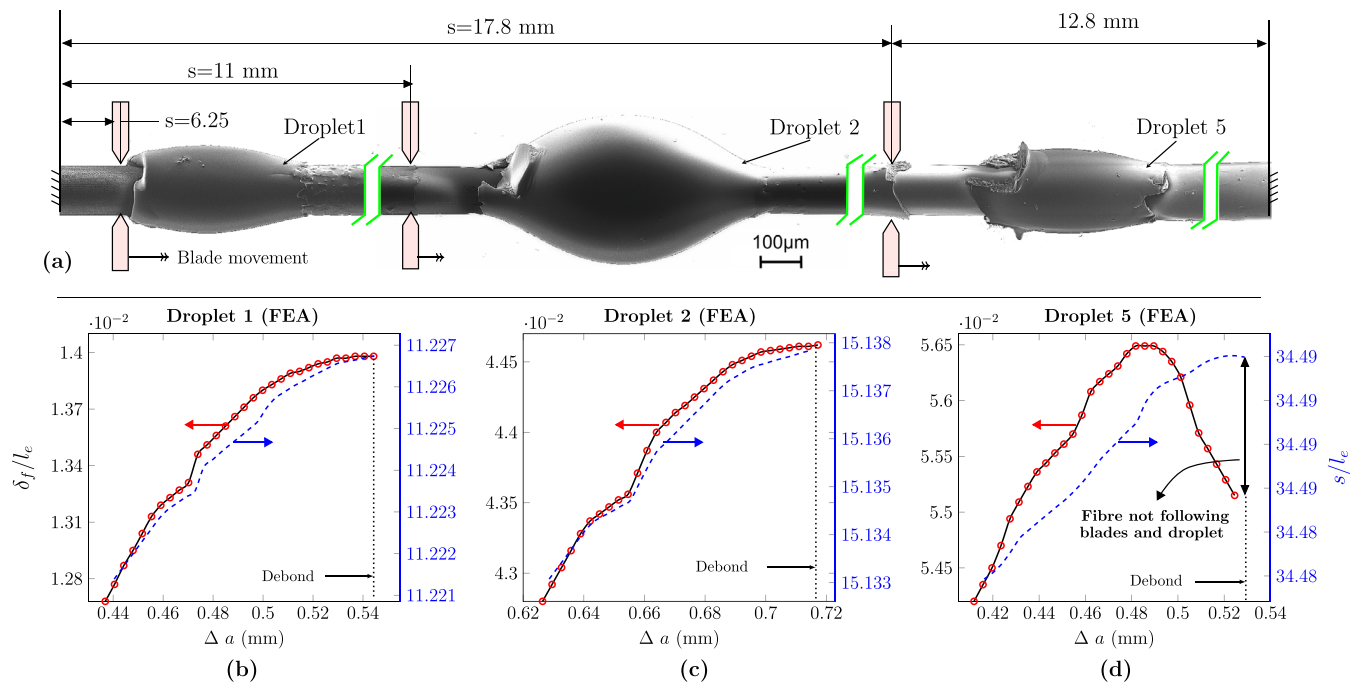 s=17.8 mm
12.8 mm
s=11 mm
s=6.25
Droplet1
Droplet 2
Droplet 5
100μm
Blade movement
(a)
Droplet 1 (FEA)
·10⁻²
1.4
1.37
1.34
1.31
1.28
δf/le
0.44 0.46 0.48 0.5 0.52 0.54
Δ a (mm)
11.227
11.226
11.225
11.224
11.223
11.222
11.221
Debond
(b)
Droplet 2 (FEA)
·10⁻²
4.45
4.4
4.33
4.3
0.62 0.64 0.66 0.68 0.7 0.72
Δ a (mm)
15.138
15.137
15.136
15.135
15.134
15.133
Debond
(c)
Droplet 5 (FEA)
·10⁻²
5.65
5.6
5.55
5.5
5.45
0.42 0.44 0.46 0.48 0.5 0.52 0.54
Δ a (mm)
34.49
34.49
34.49
34.49
34.48
34.48
s/le
Fibre not following
blades and droplet
Debond
(d)